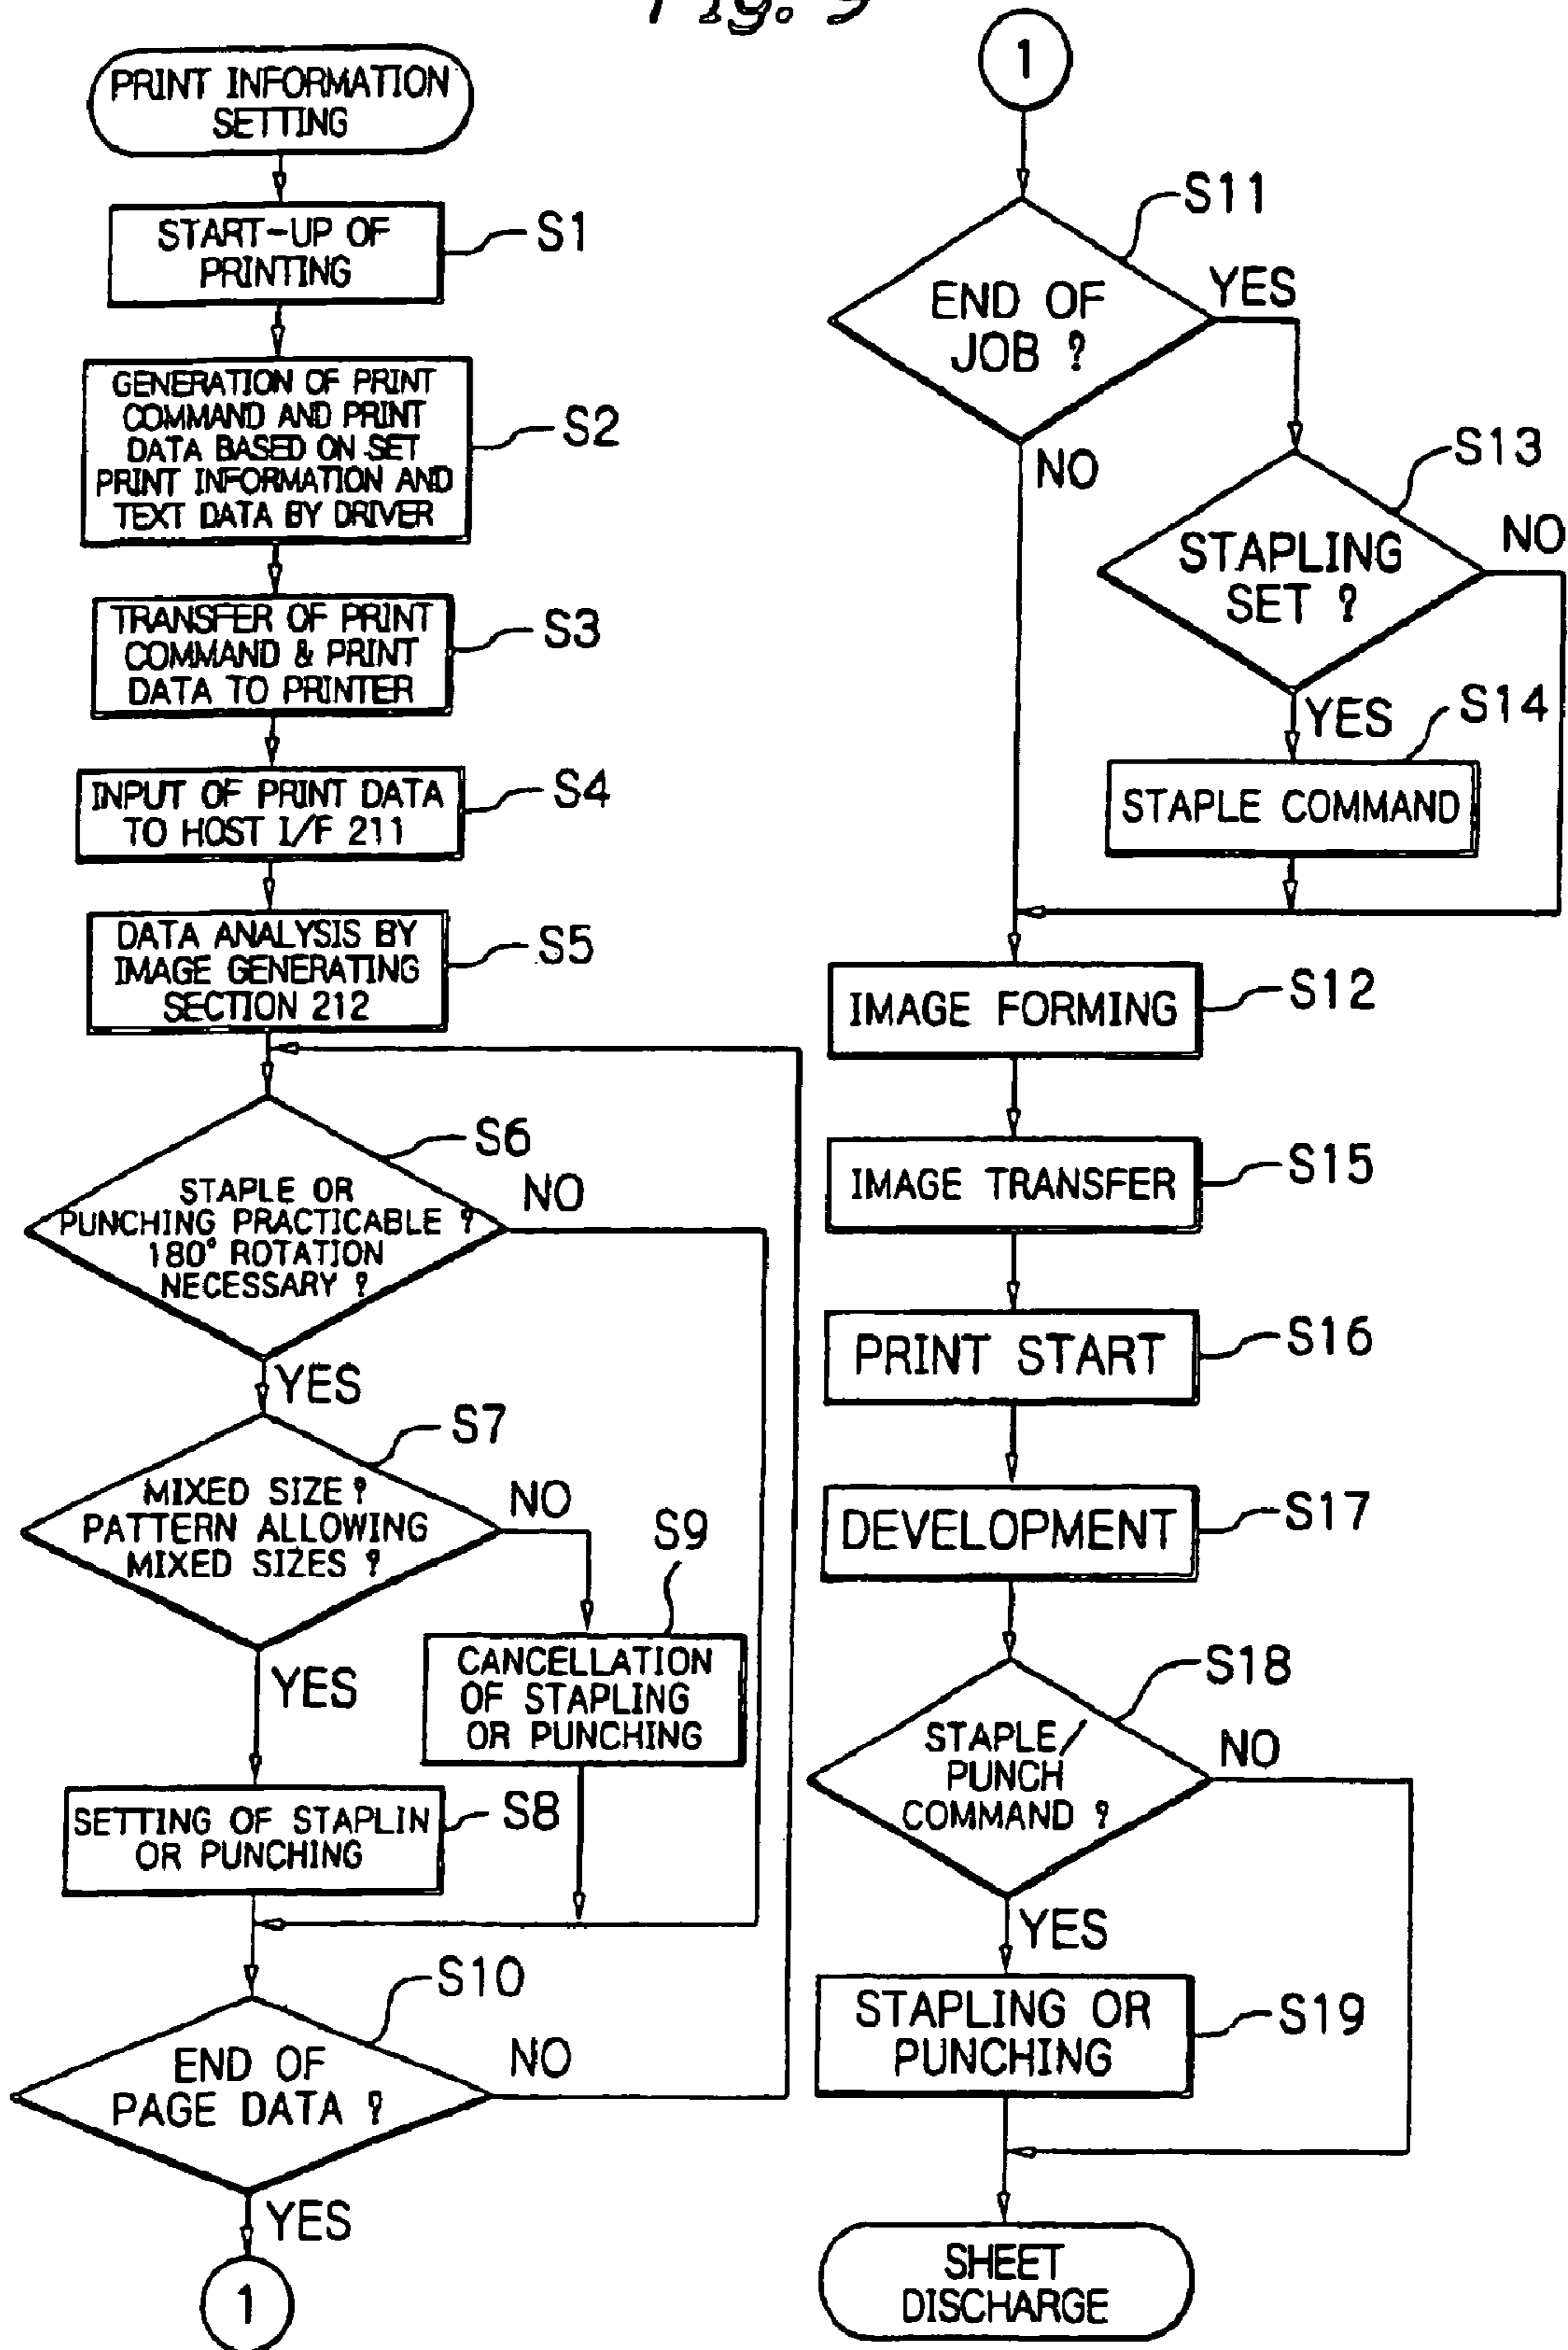 Fig. 9
PRINT INFORMATION
SETTING
START-UP OF
PRINTING
S1
GENERATION OF PRINT
COMMAND AND PRINT
DATA BASED ON SET
PRINT INFORMATION AND
TEXT DATA BY DRIVER
S2
TRANSFER OF PRINT
COMMAND & PRINT
DATA TO PRINTER
S3
INPUT OF PRINT DATA
TO HOST I/F 211
S4
DATA ANALYSIS BY
IMAGE GENERATING
SECTION 212
S5
S6
STAPLE OR
PUNCHING PRACTICABLE ?
180° ROTATION
NECESSARY ?
NO
YES
S7
MIXED SIZE ?
PATTERN ALLOWING
MIXED SIZES ?
NO
YES
S9
CANCELLATION
OF STAPLING
OR PUNCHING
SETTING OF STAPLIN
OR PUNCHING
S8
S10
END OF
PAGE DATA ?
NO
YES
1
1
S11
END OF
JOB ?
YES
NO
S13
STAPLING
SET ?
NO
YES
S14
STAPLE COMMAND
IMAGE FORMING
S12
IMAGE TRANSFER
S15
PRINT START
S16
DEVELOPMENT
S17
S18
STAPLE/
PUNCH
COMMAND ?
NO
YES
STAPLING OR
PUNCHING
S19
SHEET
DISCHARGE